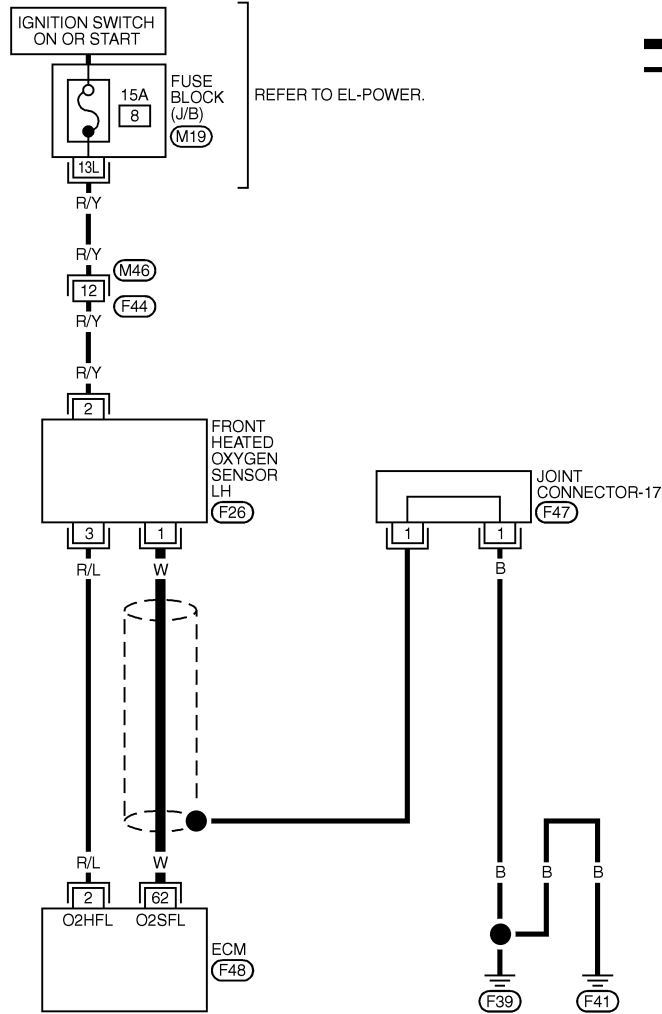 IGNITION SWITCH
ON OR START
FUSE
BLOCK
(J/B)
M19
15A
8
REFER TO EL-POWER.
13L
R/Y
R/Y
M46
12
F44
R/Y
R/Y
2
FRONT
HEATED
OXYGEN
SENSOR
LH
F26
JOINT
CONNECTOR-17
F47
3
1
1
1
R/L
W
B
R/L
W
B
B
B
2
62
O2HFL
O2SFL
ECM
F48
F39
F41